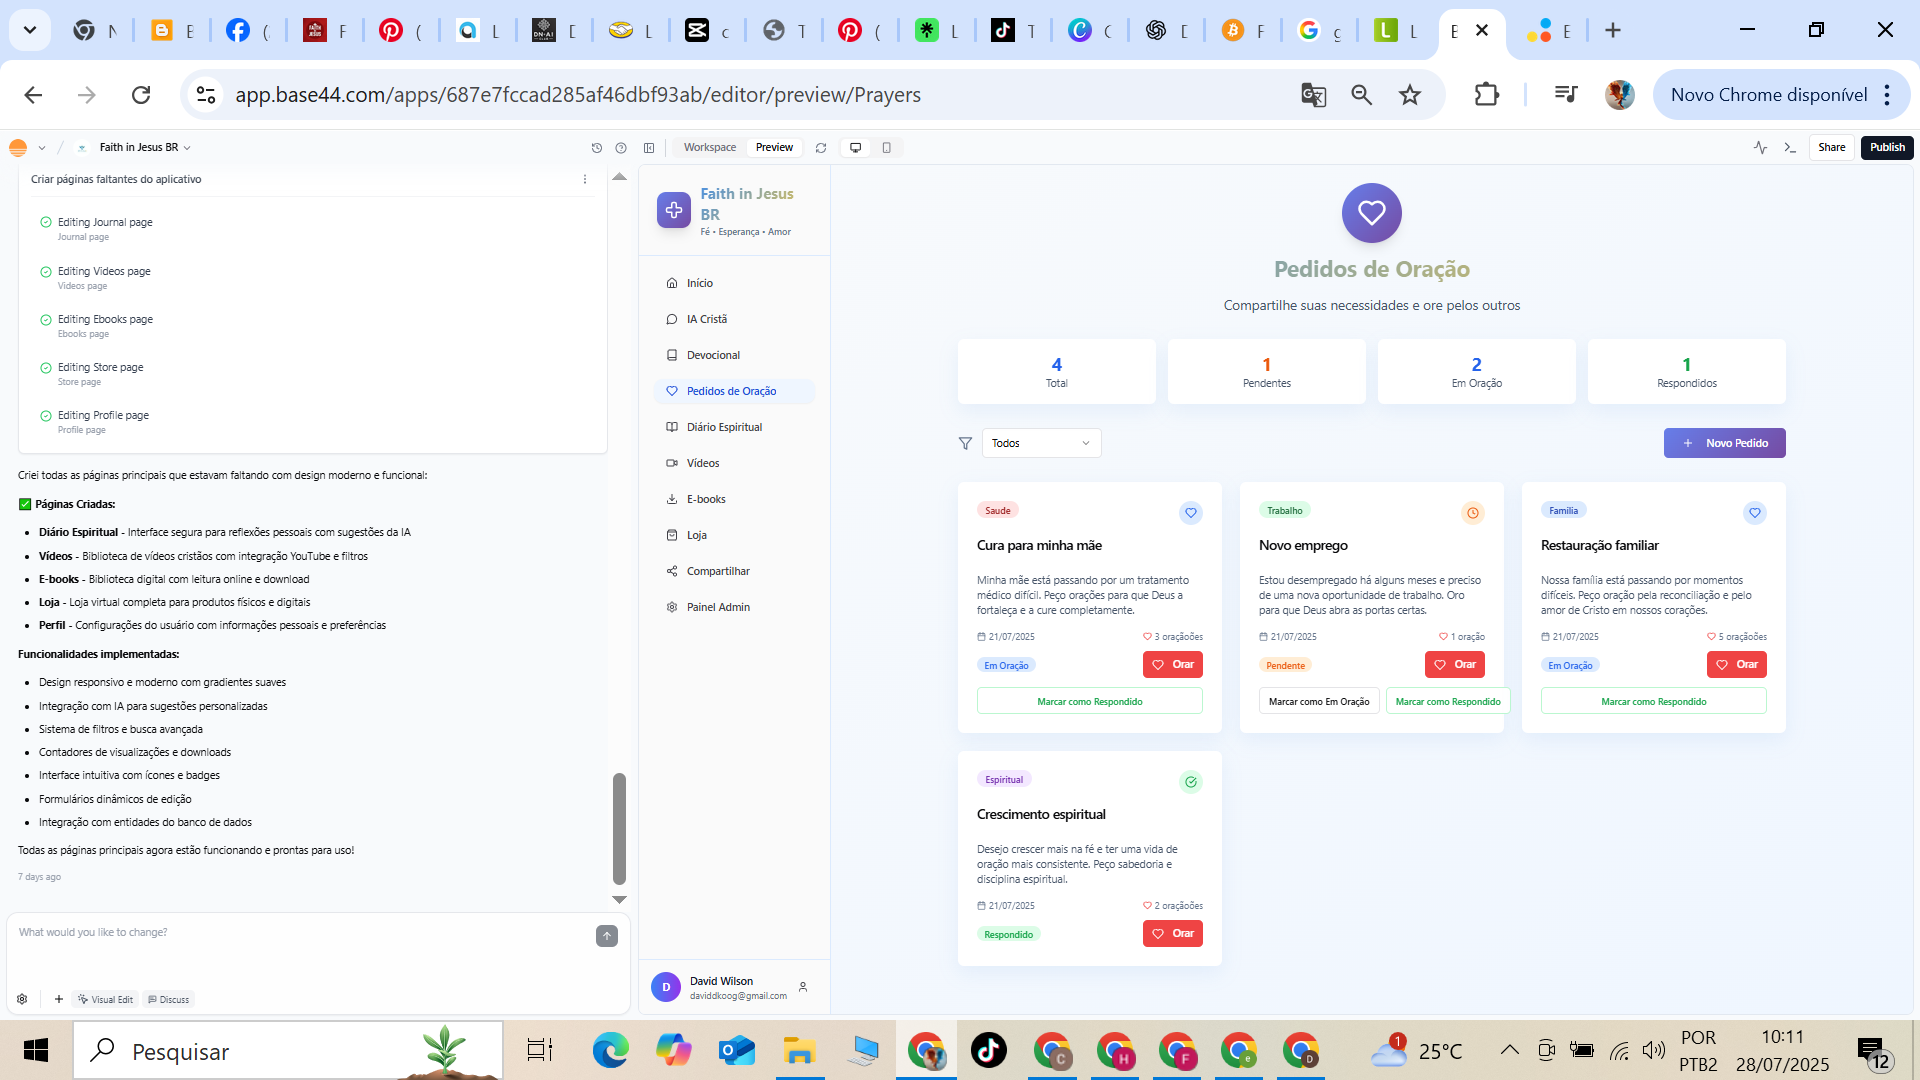 app.base44.com/apps/687e7fccad285af46dbf93ab/editor/preview/Prayers
Novo Chrome disponível
Faith in Jesus BR
Workspace
Preview
Share
Publish
Criar páginas faltantes do aplicativo
Editing Journal page
Journal page
Editing Videos page
Videos page
Editing Ebooks page
Ebooks page
Editing Store page
Store page
Editing Profile page
Profile page
Criei todas as páginas principais que estavam faltando com design moderno e funcional:
✅ Páginas Criadas:
• Diário Espiritual - Interface segura para reflexões pessoais com sugestões da IA
• Vídeos - Biblioteca de vídeos cristãos com integração YouTube e filtros
• E-books - Biblioteca digital com leitura online e download
• Loja - Loja virtual completa para produtos físicos e digitais
• Perfil - Configurações do usuário com informações pessoais e preferências
Funcionalidades implementadas:
• Design responsivo e moderno com gradientes suaves
• Integração com IA para sugestões personalizadas
• Sistema de filtros e busca avançada
• Contadores de visualizações e downloads
• Interface intuitiva com ícones e badges
• Formulários dinâmicos de edição
• Integração com entidades do banco de dados
Todas as páginas principais agora estão funcionando e prontas para uso!
7 days ago
What would you like to change?
Visual Edit
Discuss
Faith in Jesus
BR
Fé • Esperança • Amor
Início
IA Cristã
Devocional
Pedidos de Oração
Diário Espiritual
Vídeos
E-books
Loja
Compartilhar
Painel Admin
D
David Wilson
daviddkoog@gmail.com
Pedidos de Oração
Compartilhe suas necessidades e ore pelos outros
4
Total
1
Pendentes
2
Em Oração
1
Respondidos
Todos
+ Novo Pedido
Saude
Cura para minha mãe
Minha mãe está passando por um tratamento
médico difícil. Peço orações para que Deus a
fortaleça e a cure completamente.
21/07/2025
3 oraçãoões
Em Oração
Orar
Marcar como Respondido
Trabalho
Novo emprego
Estou desempregado há alguns meses e preciso
de uma nova oportunidade de trabalho. Oro
para que Deus abra as portas certas.
21/07/2025
1 oração
Pendente
Orar
Marcar como Em Oração
Marcar como Respondido
Familia
Restauração familiar
Nossa família está passando por momentos
difíceis. Peço oração pela reconciliação e pelo
amor de Cristo em nossos corações.
21/07/2025
5 oraçãoões
Em Oração
Orar
Marcar como Respondido
Espiritual
Crescimento espiritual
Desejo crescer mais na fé e ter uma vida de
oração mais consistente. Peço sabedoria e
disciplina espiritual.
21/07/2025
2 oraçãoões
Respondido
Orar
Pesquisar
1
25°C
POR
PTB2
10:11
28/07/2025
12